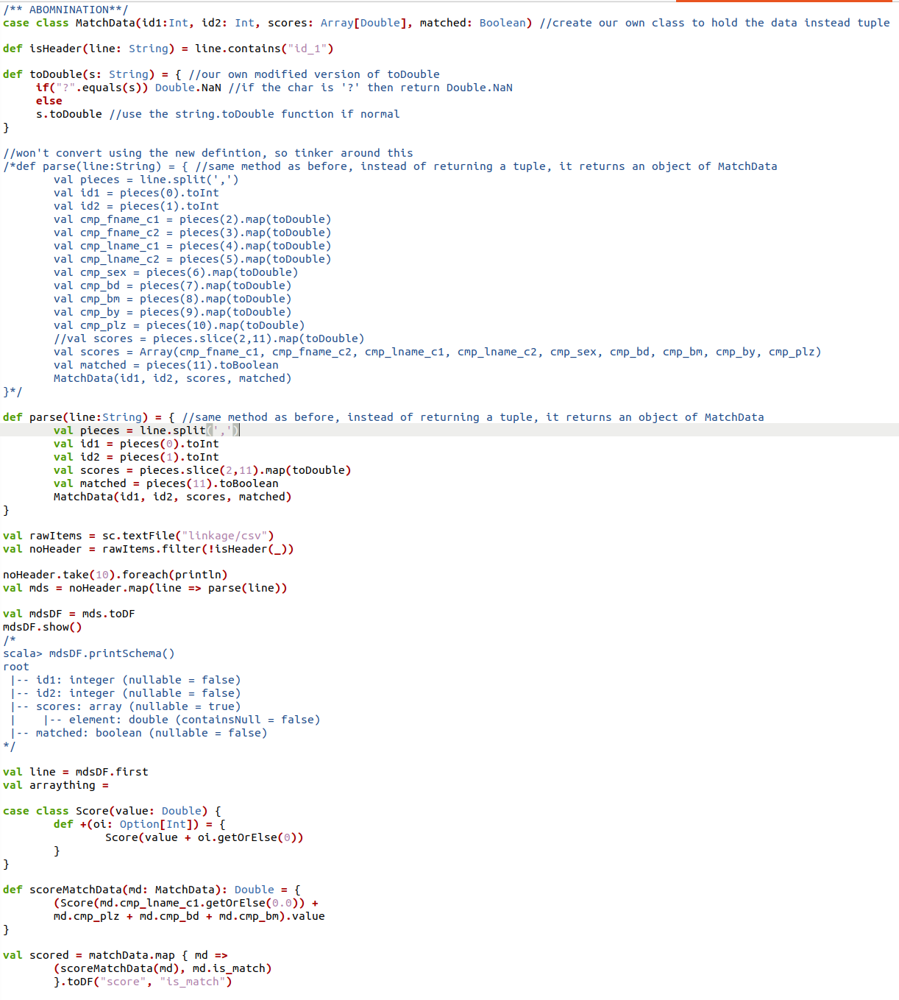 /** ABOMNINATION**/
case class MatchData(id1:Int, id2: Int, scores: Array[Double], matched: Boolean) //create our own class to hold the data instead tuple
def isHeader(line: String) = line.contains("id_1")
def toDouble(s: String) = { //our own modified version of toDouble
if("?".equals(s)) Double.NaN //if the char is '?' then return Double.NaN
else
s.toDouble //use the string.toDouble function if normal
}
//won't convert using the new defintion, so tinker around this
/*def parse(line:String) = { //same method as before, instead of returning a tuple, it returns an object of MatchData
val pieces = line.split(',')
val id1 = pieces(0).toInt
val id2 = pieces(1).toInt
val cmp_fname_c1 = pieces(2).map(toDouble)
val cmp_fname_c2 = pieces(3).map(toDouble)
val cmp_lname_c1 = pieces(4).map(toDouble)
val cmp_lname_c2 = pieces(5).map(toDouble)
val cmp_sex = pieces(6).map(toDouble)
val cmp_bd = pieces(7).map(toDouble)
val cmp_bm = pieces(8).map(toDouble)
val cmp_by = pieces(9).map(toDouble)
val cmp_plz = pieces(10).map(toDouble)
//val scores = pieces.slice(2,11).map(toDouble)
val scores = Array(cmp_fname_c1, cmp_fname_c2, cmp_lname_c1, cmp_lname_c2, cmp_sex, cmp_bd, cmp_bm, cmp_by, cmp_plz)
val matched = pieces(11).toBoolean
MatchData(id1, id2, scores, matched)
}*/
def parse(line:String) = { //same method as before, instead of returning a tuple, it returns an object of MatchData
val pieces = line.split(',')
val id1 = pieces(0).toInt
val id2 = pieces(1).toInt
val scores = pieces.slice(2,11).map(toDouble)
val matched = pieces(11).toBoolean
MatchData(id1, id2, scores, matched)
}
val rawItems = sc.textFile("linkage/csv")
val noHeader = rawItems.filter(!isHeader(_))
noHeader.take(10).foreach(println)
val mds = noHeader.map(line => parse(line))
val mdsDF = mds.toDF
mdsDF.show()
/*
scala> mdsDF.printSchema()
root
|-- id1: integer (nullable = false)
|-- id2: integer (nullable = false)
|-- scores: array (nullable = true)
|    |-- element: double (containsNull = false)
|-- matched: boolean (nullable = false)
*/
val line = mdsDF.first
val arraything =
case class Score(value: Double) {
def +(oi: Option[Int]) = {
Score(value + oi.getOrElse(0))
}
}
def scoreMatchData(md: MatchData): Double = {
(Score(md.cmp_lname_c1.getOrElse(0.0)) +
md.cmp_plz + md.cmp_bd + md.cmp_bm).value
}
val scored = matchData.map { md =>
(scoreMatchData(md), md.is_match)
}.toDF("score", "is_match")